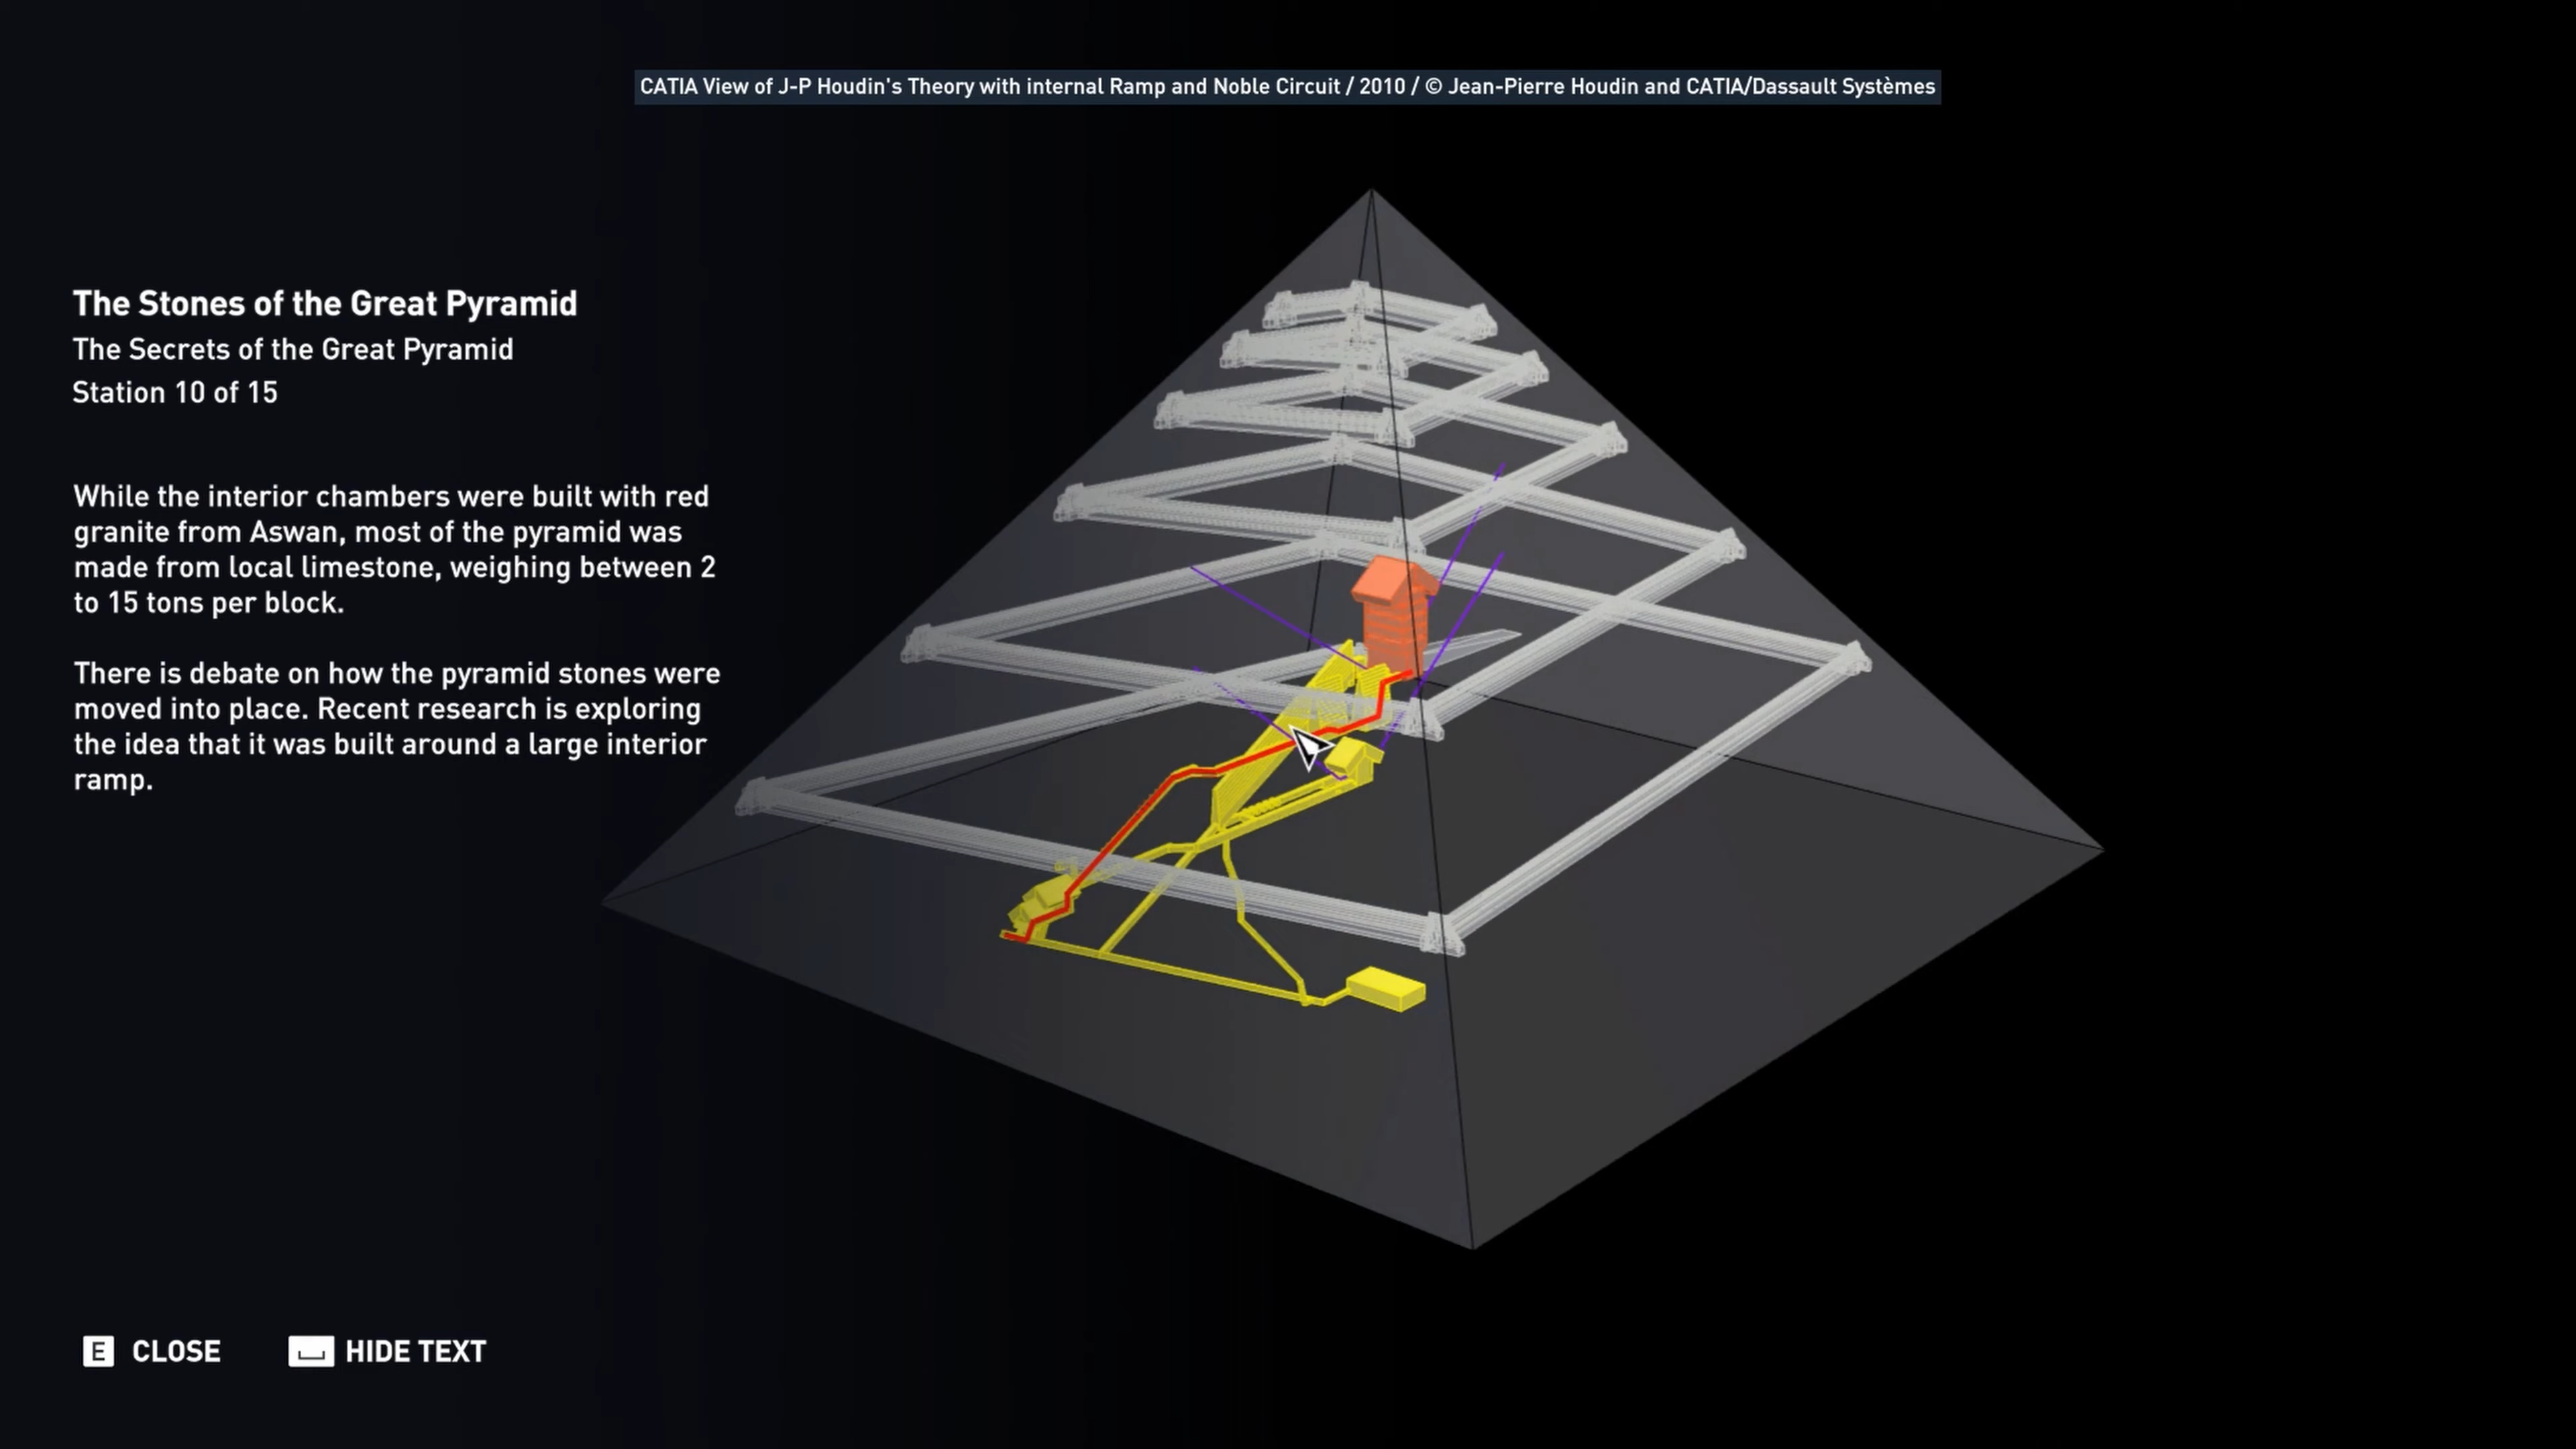 CATIA View of J-P Houdin's Theory with internal Ramp and Noble Circuit / 2010 / © Jean-Pierre Houdin and CATIA/Dassault Systèmes
The Stones of the Great Pyramid
The Secrets of the Great Pyramid
Station 10 of 15
While the interior chambers were built with red
granite from Aswan, most of the pyramid was
made from local limestone, weighing between 2
to 15 tons per block.
There is debate on how the pyramid stones were
moved into place. Recent research is exploring
the idea that it was built around a large interior
ramp.
E CLOSE HIDE TEXT